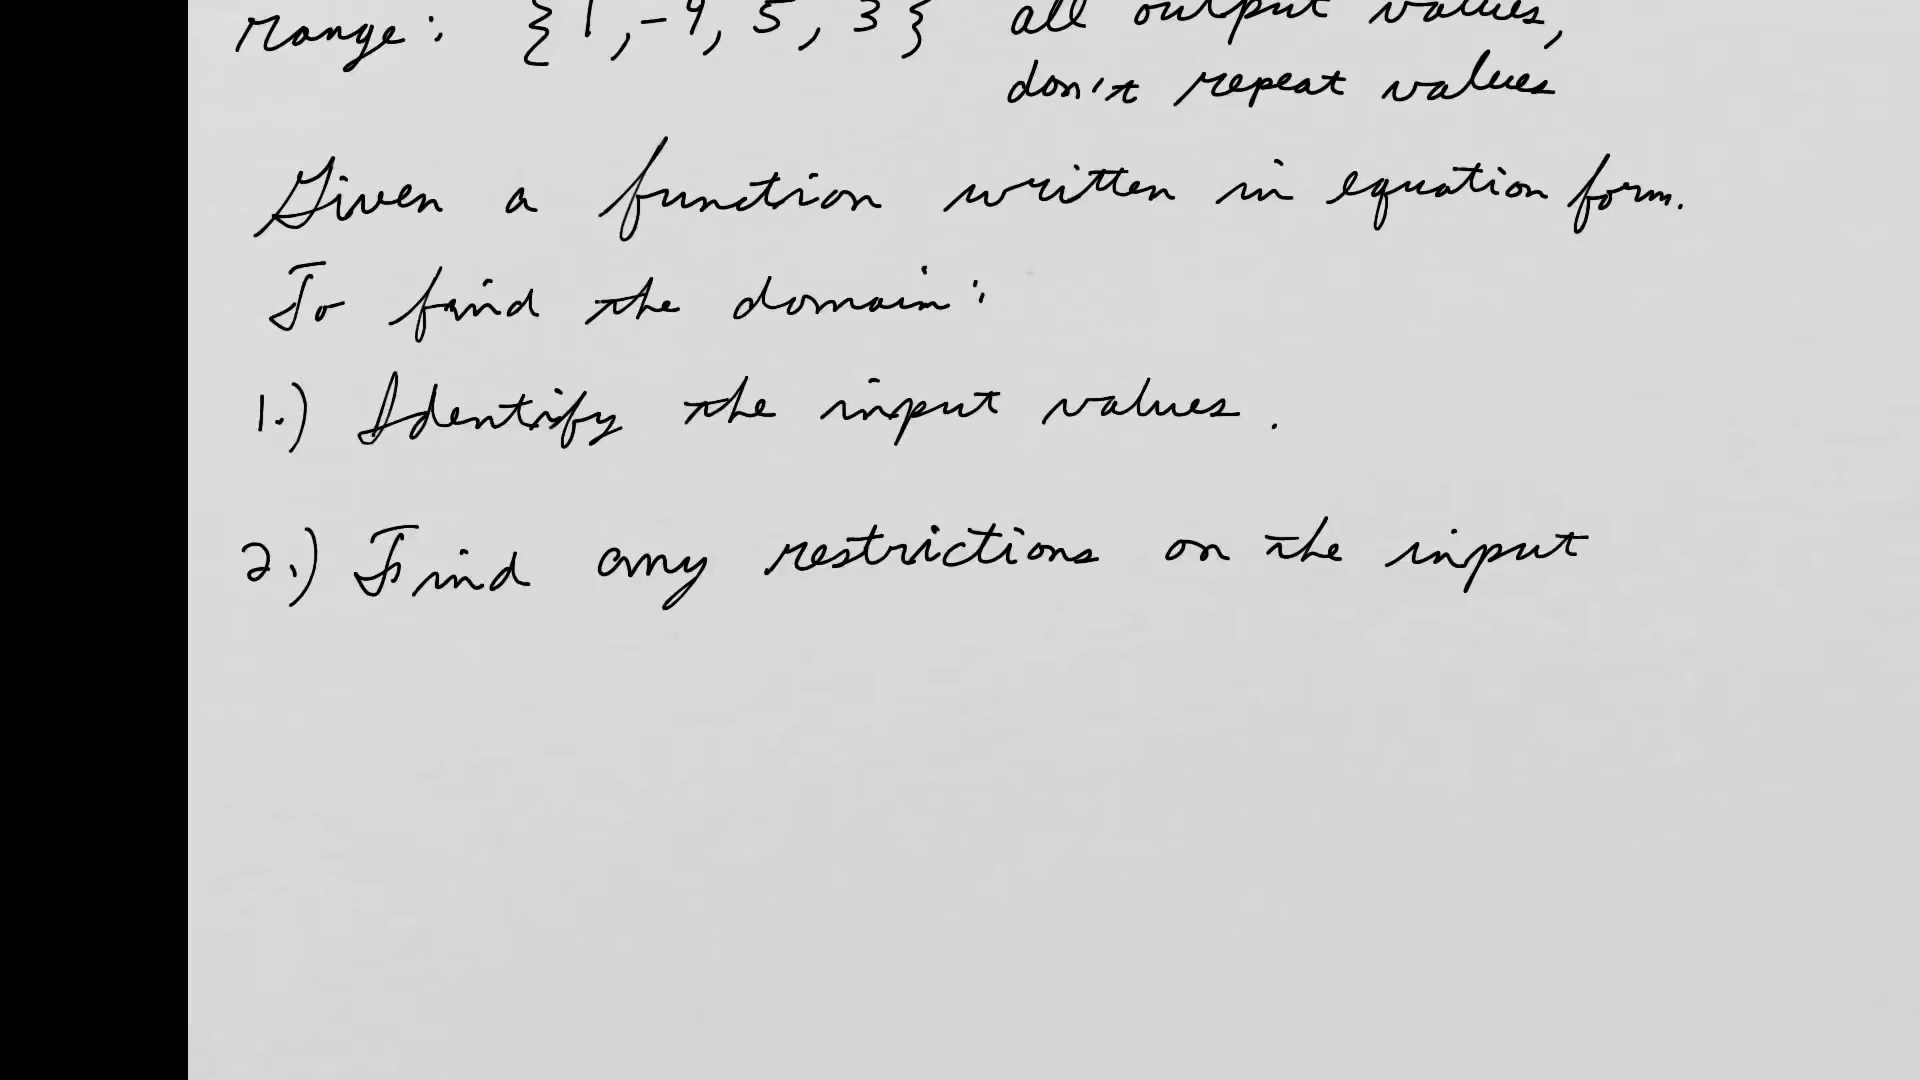 range: {1, -9, 5, 3} all output values,
don't repeat values
Given a function written in equation form.
To find the domain:
1.) Identify the input values.
2.) Find any restrictions on the input